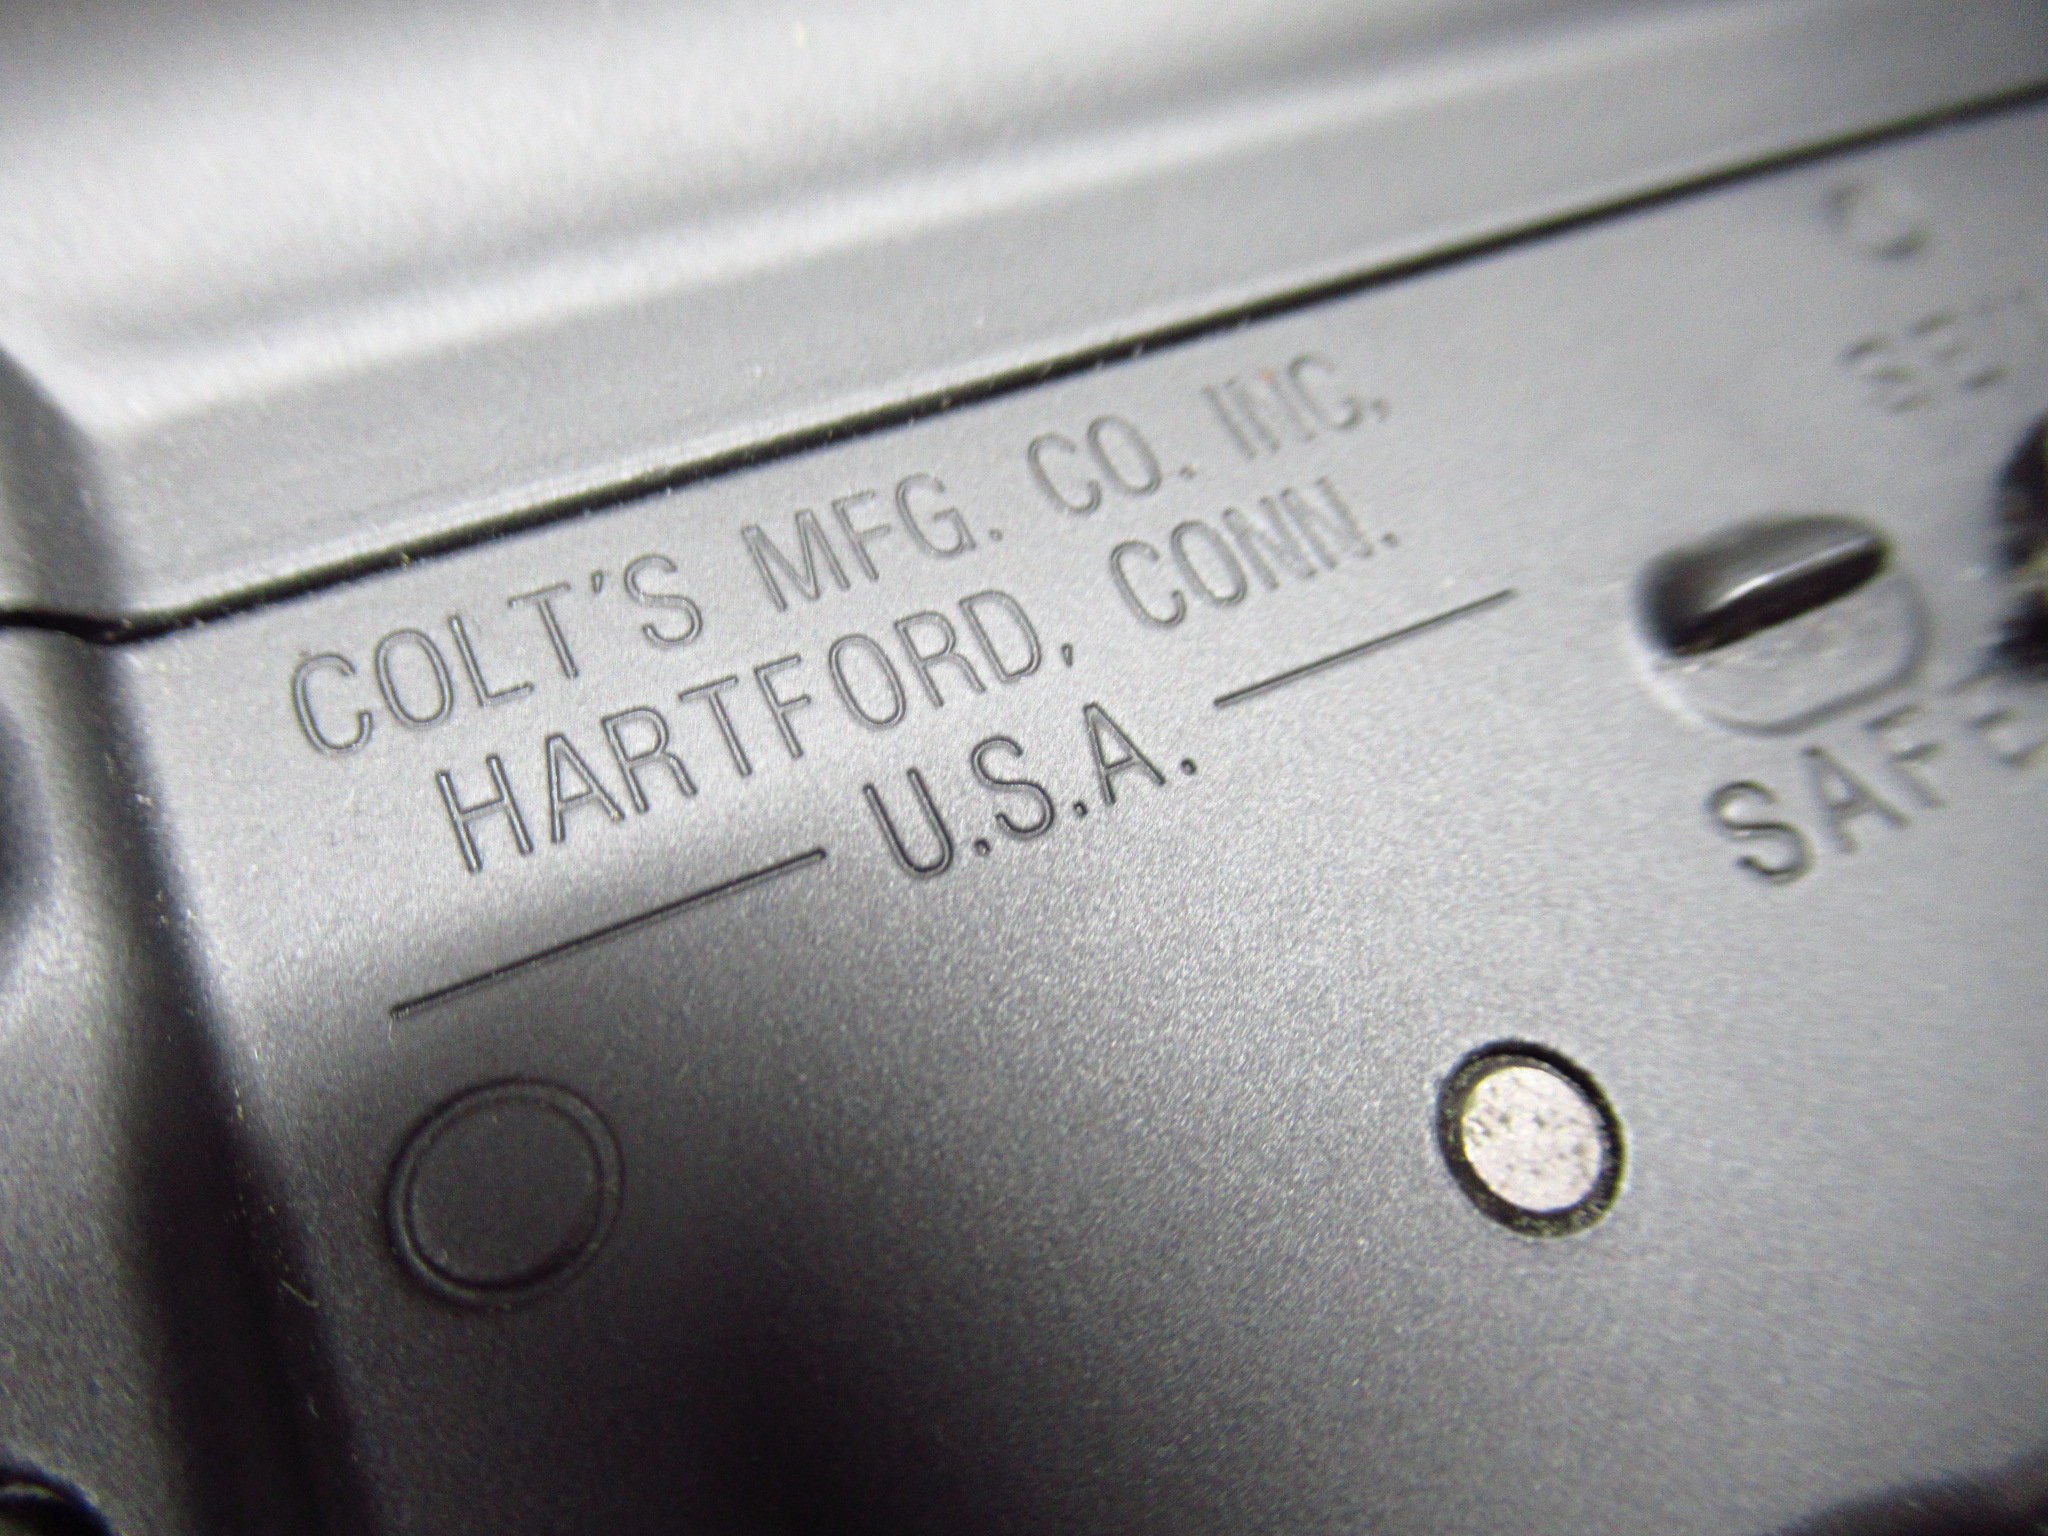 COLT'S MFG. CO. INC.
HARTFORD, CONN.
U.S.A.
SAFE